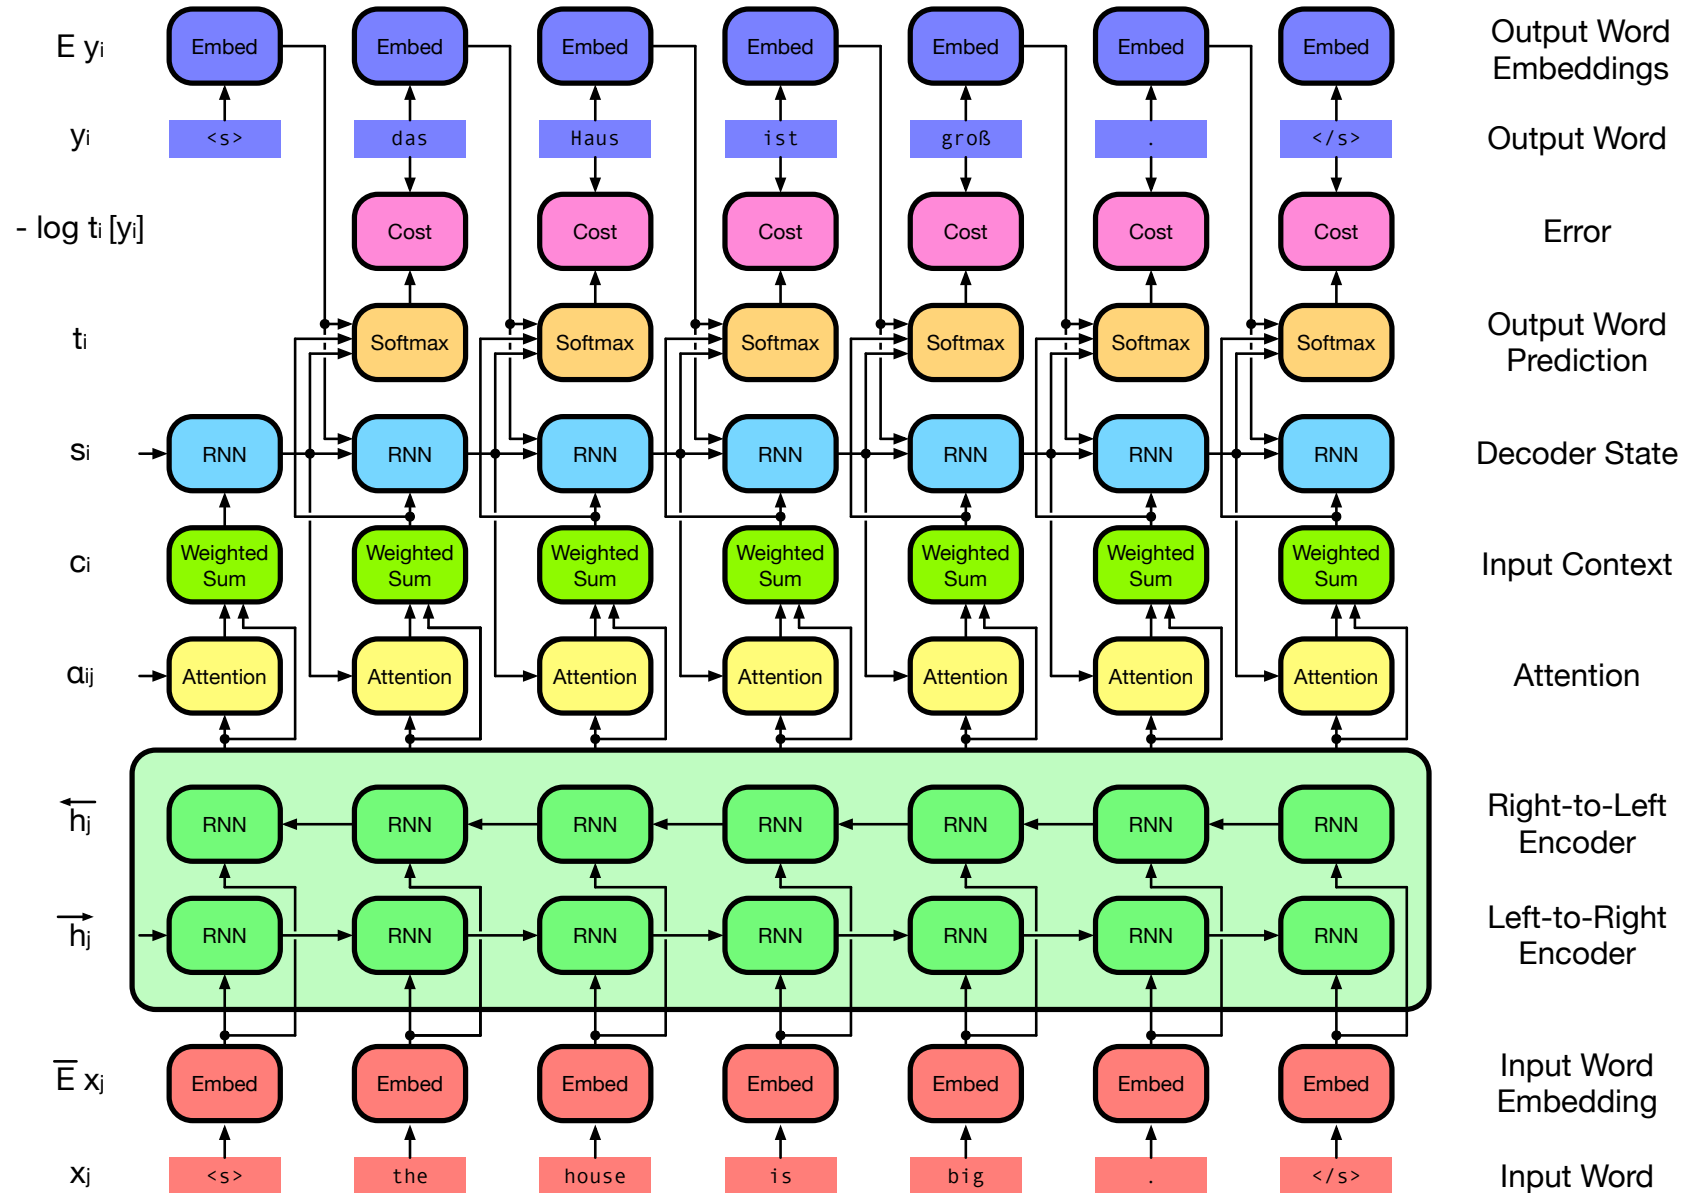 E yi Embed Embed Embed Embed Embed Embed Embed Output Word
Embeddings
yi <s> das Haus ist groß . </s> Output Word
- log ti [yi] Cost Cost Cost Cost Cost Cost Error
ti Softmax Softmax Softmax Softmax Softmax Softmax Output Word
Prediction
si RNN RNN RNN RNN RNN RNN RNN Decoder State
ci Weighted Weighted Weighted Weighted Weighted Weighted Weighted Input Context
Sum Sum Sum Sum Sum Sum Sum
αij Attention Attention Attention Attention Attention Attention Attention Attention
hj RNN RNN RNN RNN RNN RNN RNN Right-to-Left
Encoder
hj RNN RNN RNN RNN RNN RNN RNN Left-to-Right
Encoder
E xj Embed Embed Embed Embed Embed Embed Embed Input Word
Embedding
xj <s> the house is big . </s> Input Word